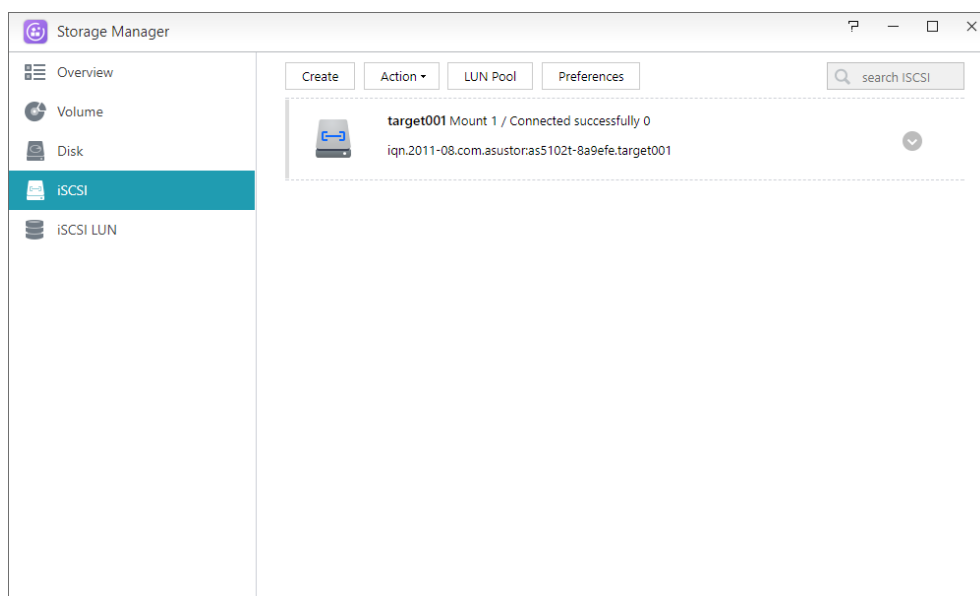 Storage Manager
Overview
Volume
Disk
iSCSI
iSCSI LUN
Create
Action
LUN Pool
Preferences
search ISCSI
target001 Mount 1 / Connected successfully 0
iqn.2011-08.com.asustor:as5102t-8a9efe.target001